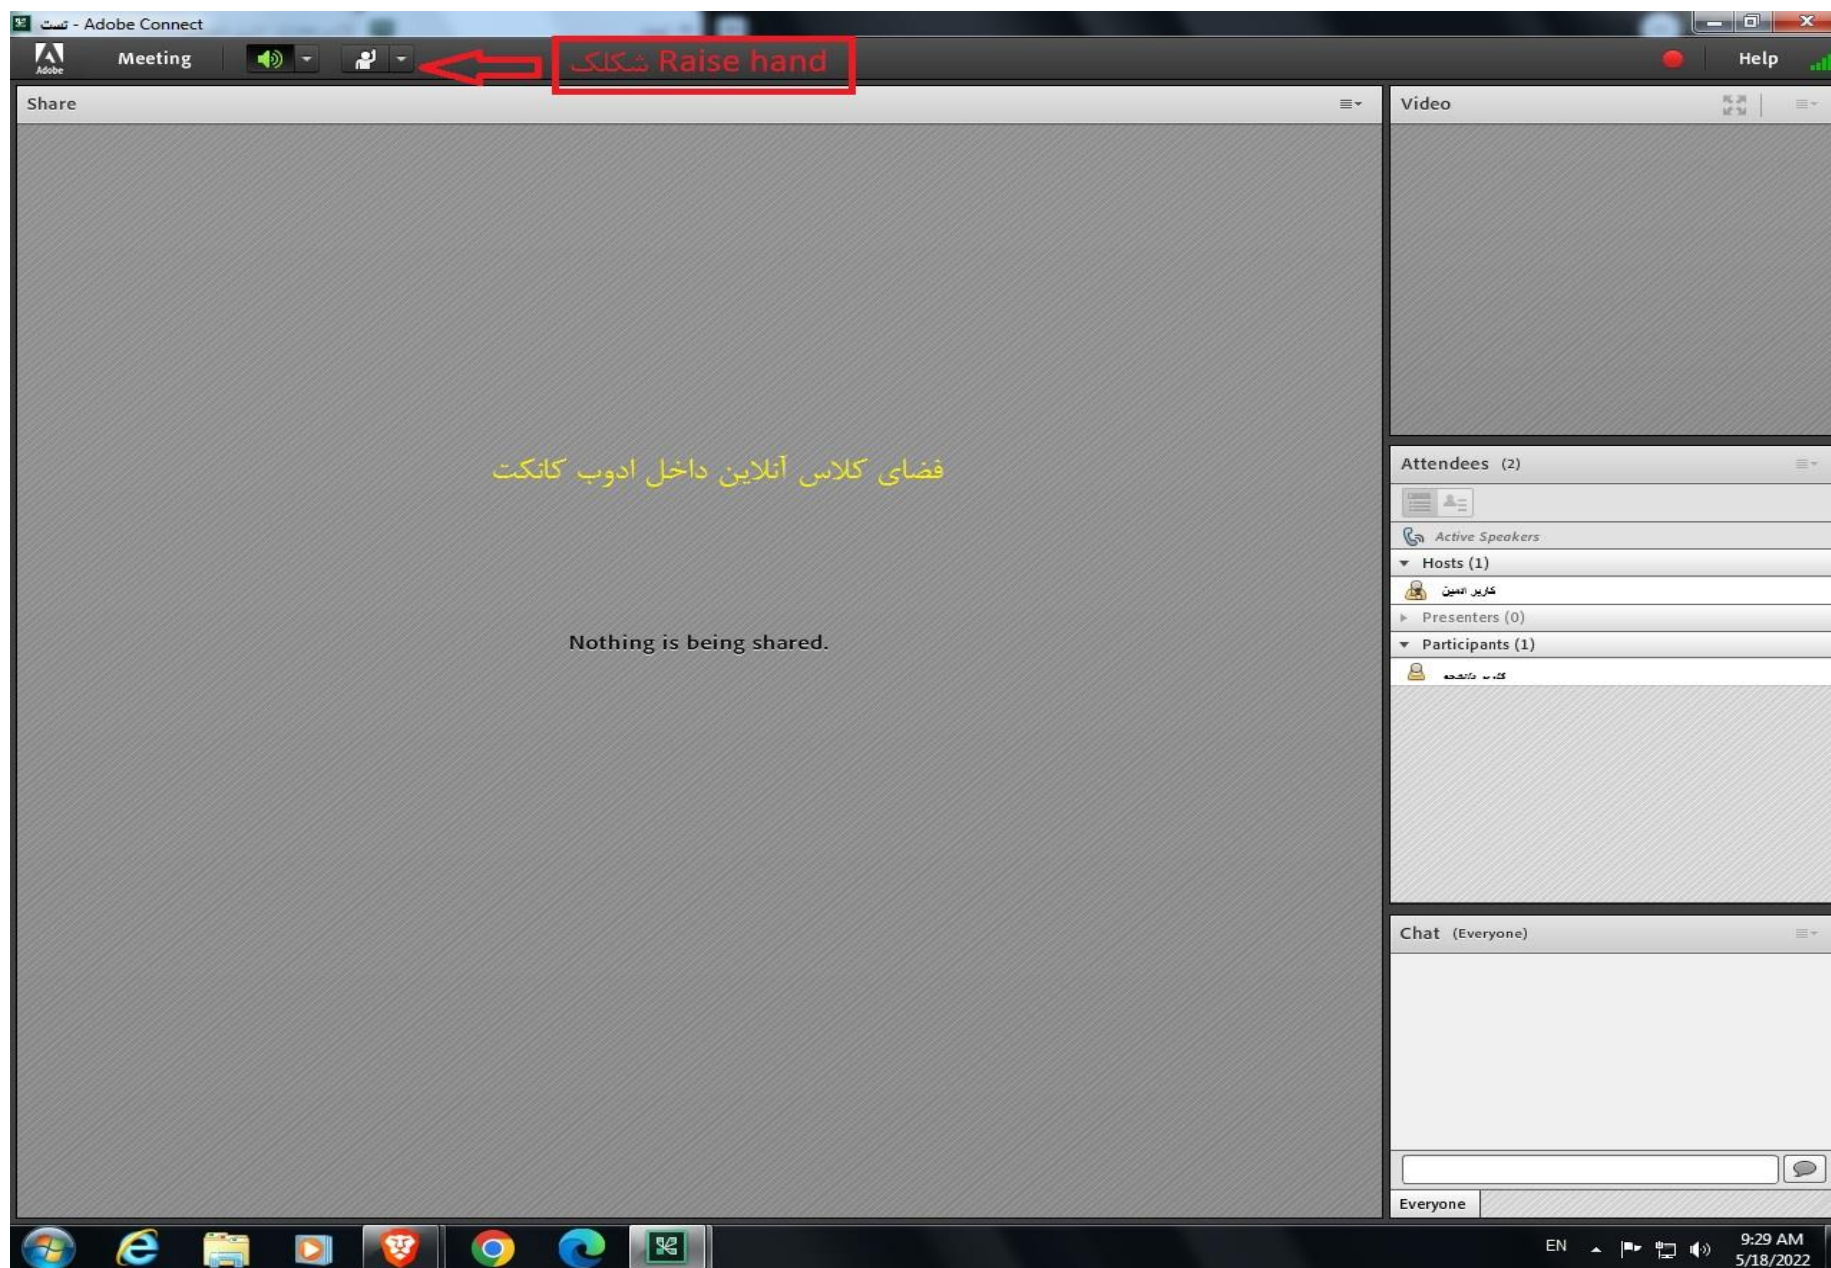 تست - Adobe Connect
Adobe
Meeting
شکلک Raise hand
Help
Share
Video
فضای کلاس آنلاین داخل ادوب کانکت
Nothing is being shared.
Attendees (2)
Active Speakers
Hosts (1)
کاربر ادمین
Presenters (0)
Participants (1)
Chat (Everyone)
Everyone
EN
9:29 AM
5/18/2022